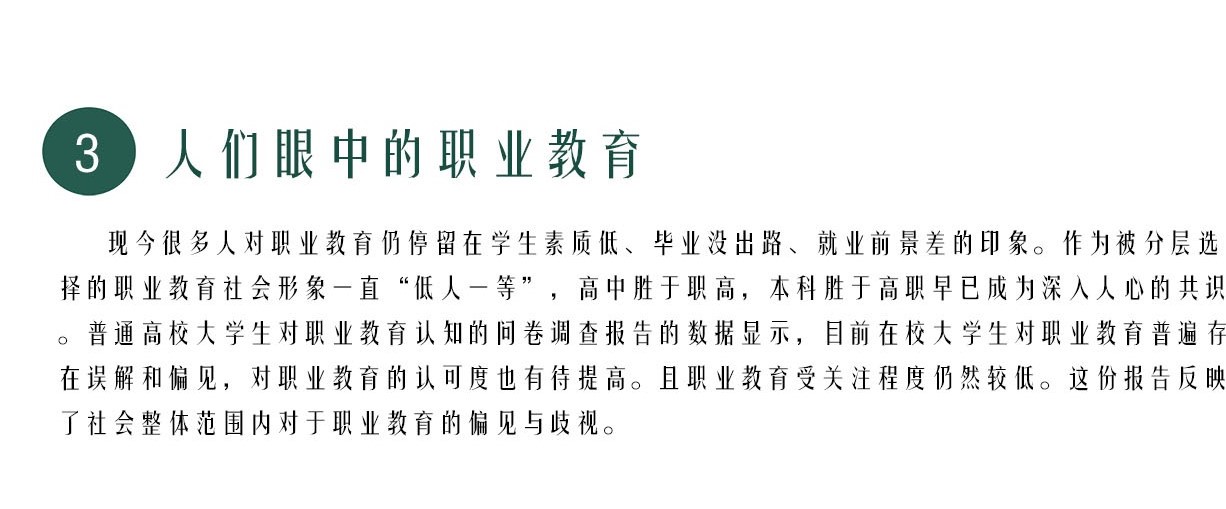 3 人们眼中的职业教育
现今很多人对职业教育仍停留在学生素质低、毕业没出路、就业前景差的印象。作为被分层选
择的职业教育社会形象一直“低人一等”，高中胜于职高，本科胜于高职早已成为深入人心的共识
。普通高校大学生对职业教育认知的问卷调查报告的数据显示，目前在校大学生对职业教育普遍存
在误解和偏见，对职业教育的认可度也有待提高。且职业教育受关注程度仍然较低。这份报告反映
了社会整体范围内对于职业教育的偏见与歧视。